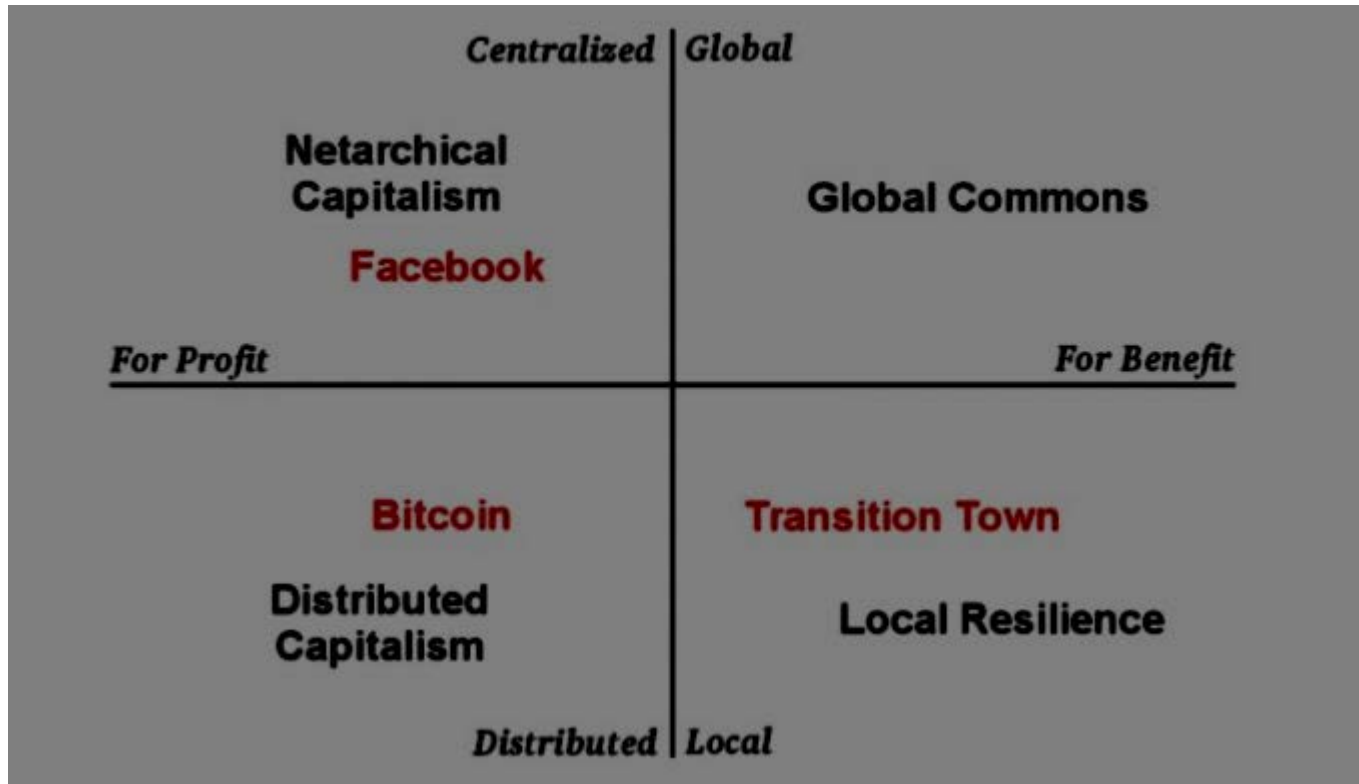 Centralized Global
Netarchical
Capitalism
Global Commons
Facebook
For Profit
For Benefit
Bitcoin
Transition Town
Distributed
Capitalism
Local Resilience
Distributed Local